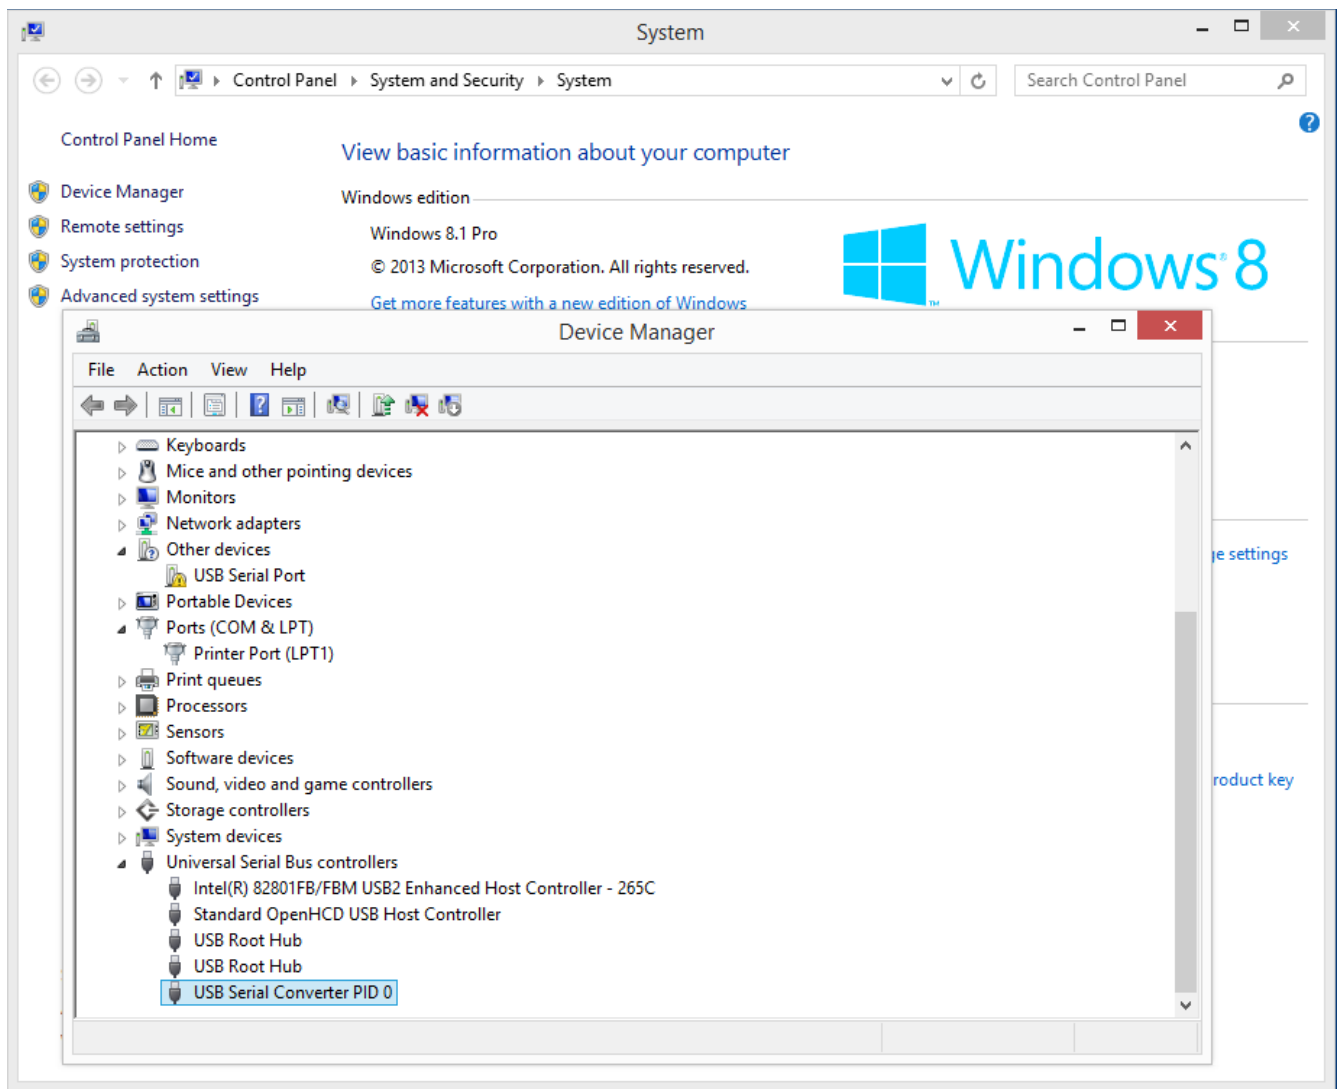 System
Control Panel System and Security System
Search Control Panel
Control Panel Home
View basic information about your computer
Device Manager
Windows edition
Remote settings
Windows 8.1 Pro
System protection
© 2013 Microsoft Corporation. All rights reserved.
Windows 8
Advanced system settings
Get more features with a new edition of Windows
Device Manager
File Action View Help
Keyboards
Mice and other pointing devices
Monitors
Network adapters
Other devices
ge settings
USB Serial Port
Portable Devices
Ports (COM & LPT)
Printer Port (LPT1)
Print queues
Processors
Sensors
Software devices
Sound, video and game controllers
roduct key
Storage controllers
System devices
Universal Serial Bus controllers
Intel(R) 82801FB/FBM USB2 Enhanced Host Controller - 265C
Standard OpenHCD USB Host Controller
USB Root Hub
USB Root Hub
USB Serial Converter PID 0